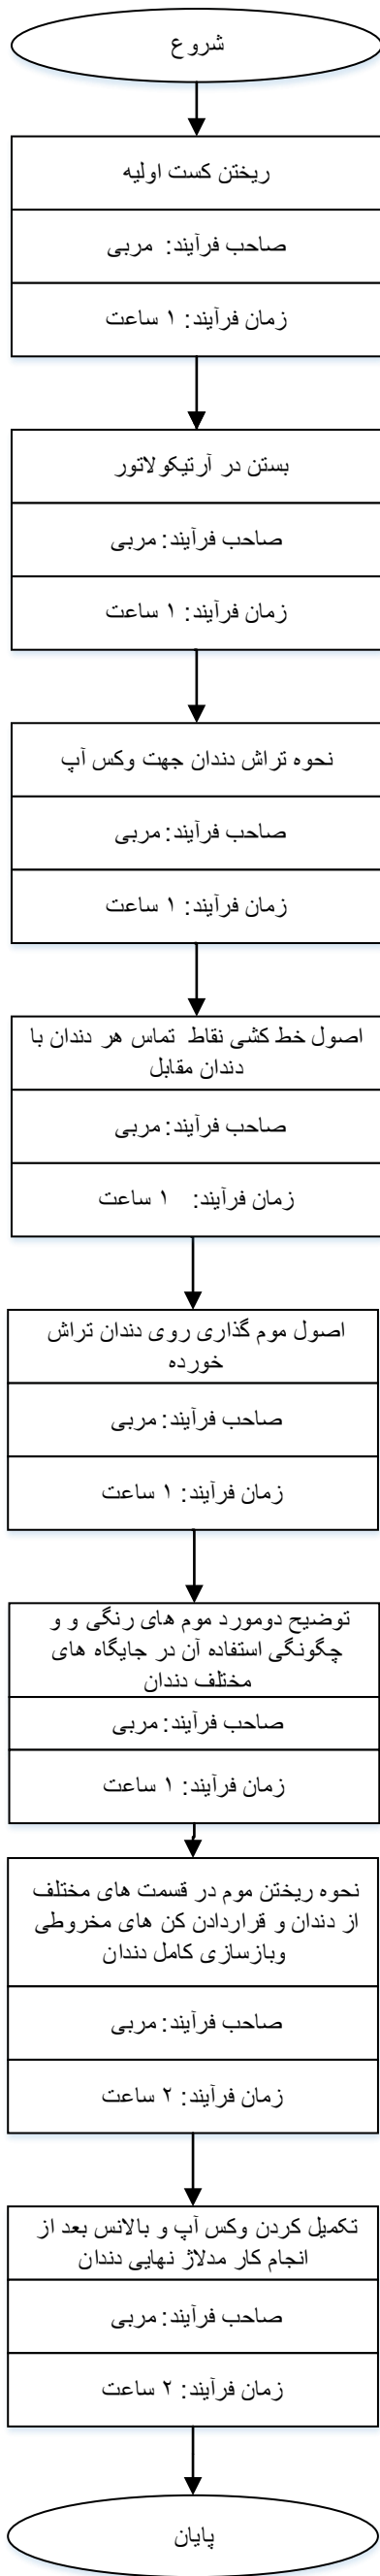 شروع
ریختن کست اولیه
صاحب فرآیند: مربی
زمان فرآیند: ۱ ساعت
بستن در آرتیکولاتور
صاحب فرآیند: مربی
زمان فرآیند: ۱ ساعت
نحوه تراش دندان جهت وکس آپ
صاحب فرآیند: مربی
زمان فرآیند: ۱ ساعت
اصول خط کشی نقاط تماس هر دندان با
دندان مقابل
صاحب فرآیند: مربی
زمان فرآیند: ۱ ساعت
اصول موم گذاری روی دندان تراش
خورده
صاحب فرآیند: مربی
زمان فرآیند: ۱ ساعت
توضیح دومورد موم های رنگی و و
چگونگی استفاده آن در جایگاه های
مختلف دندان
صاحب فرآیند: مربی
زمان فرآیند: ۱ ساعت
نحوه ریختن موم در قسمت های مختلف
از دندان و قراردادن کن های مخروطی
وبازسازی کامل دندان
صاحب فرآیند: مربی
زمان فرآیند: ۲ ساعت
تکمیل کردن وکس آپ و بالانس بعد از
انجام کار مدلاژ نهایی دندان
صاحب فرآیند: مربی
زمان فرآیند: ۲ ساعت
پایان